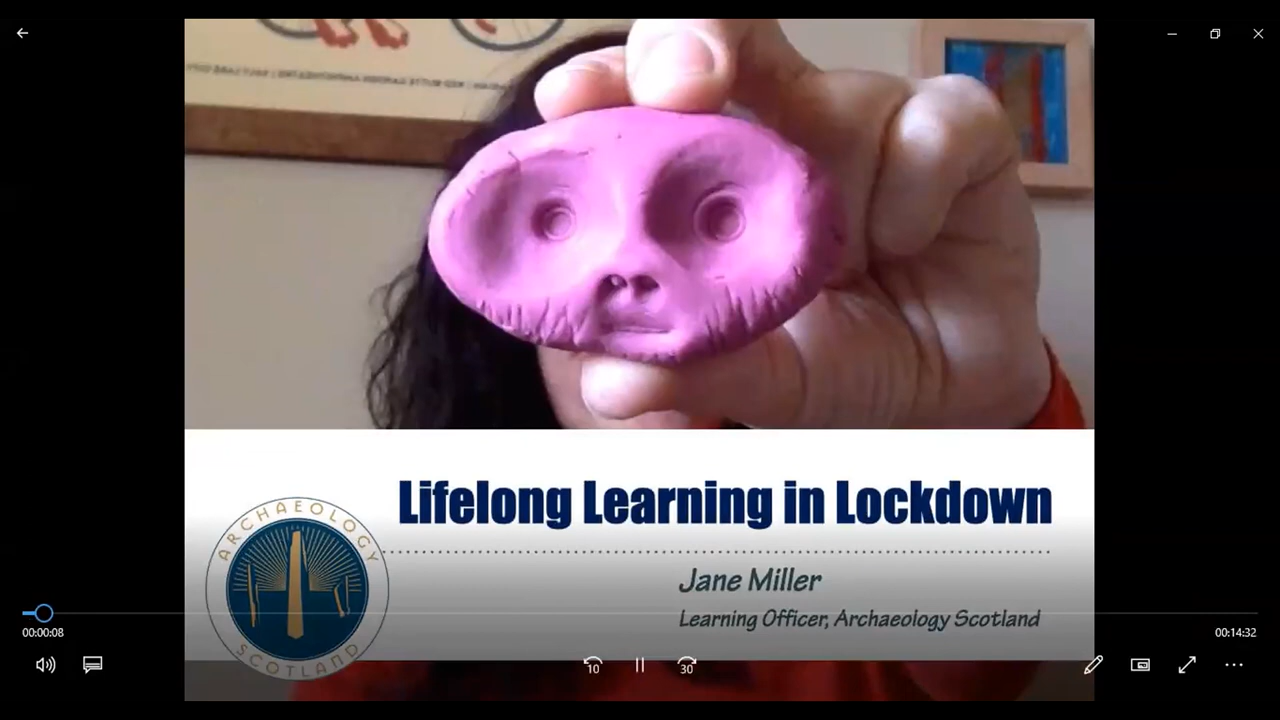 Lifelong Learning in Lockdown
Jane Miller
Learning Officer, Archaeology Scotland
ARCHAEOLOGY
SCOTLAND
00:00:08
00:14:32
10
30